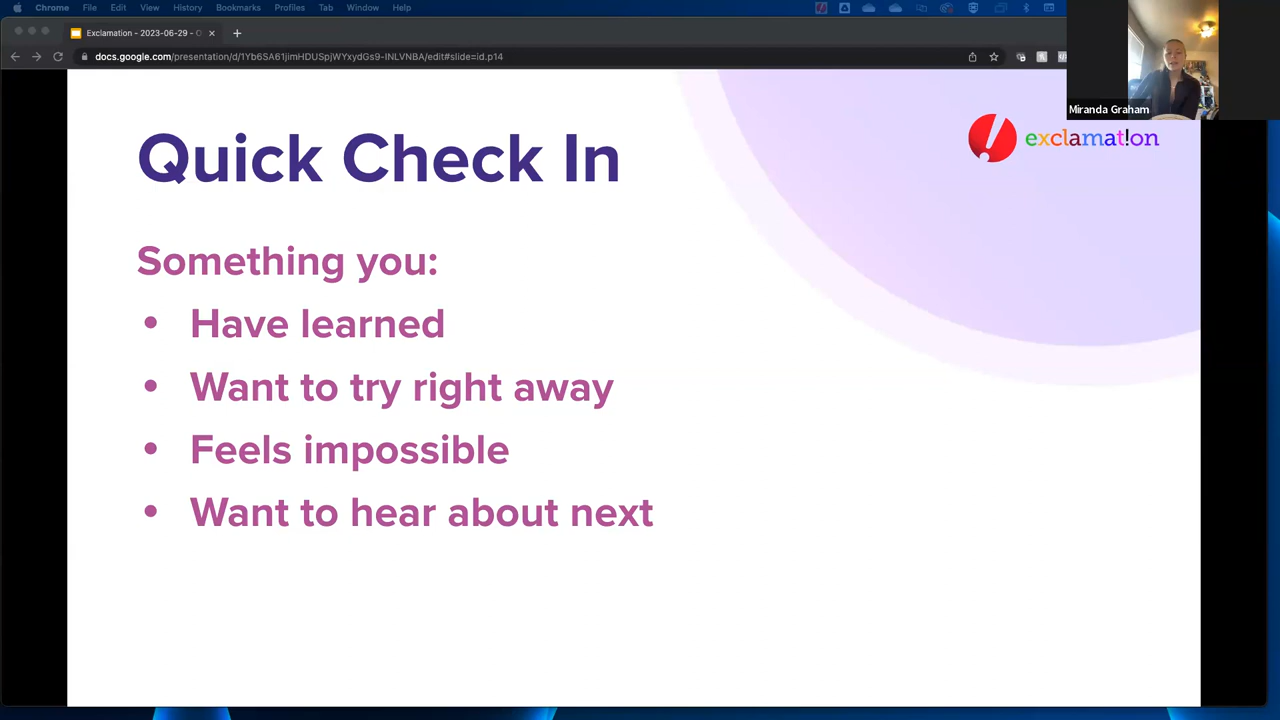 Chrome File Edit View History Bookmarks Profiles Tab Window Help
Exclamation - 2023-06-29 -
docs.google.com/presentation/d/1Yb6SA61jimHDUSpjWYxydGs9-INLVNBA/edit#slide=id.p14
Miranda Graham
exclamat!on
Quick Check In
Something you:
• Have learned
• Want to try right away
• Feels impossible
• Want to hear about next